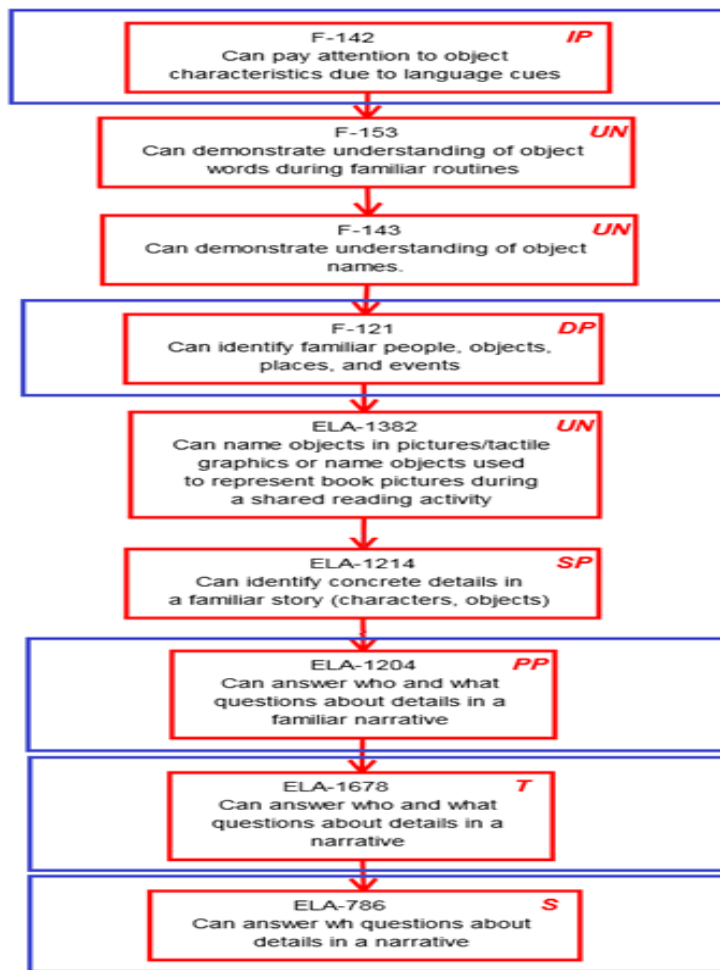 F-142 IP
Can pay attention to object
characteristics due to language cues
F-153 UN
Can demonstrate understanding of object
words during familiar routines
F-143 UN
Can demonstrate understanding of object
names.
F-121 DP
Can identify familiar people, objects,
places, and events
ELA-1382 UN
Can name objects in pictures/tactile
graphics or name objects used
to represent book pictures during
a shared reading activity
ELA-1214 SP
Can identify concrete details in
a familiar story (characters, objects)
ELA-1204 PP
Can answer who and what
questions about details in a
familiar narrative
ELA-1678 T
Can answer who and what
questions about details in a
narrative
ELA-786 S
Can answer wh questions about
details in a narrative